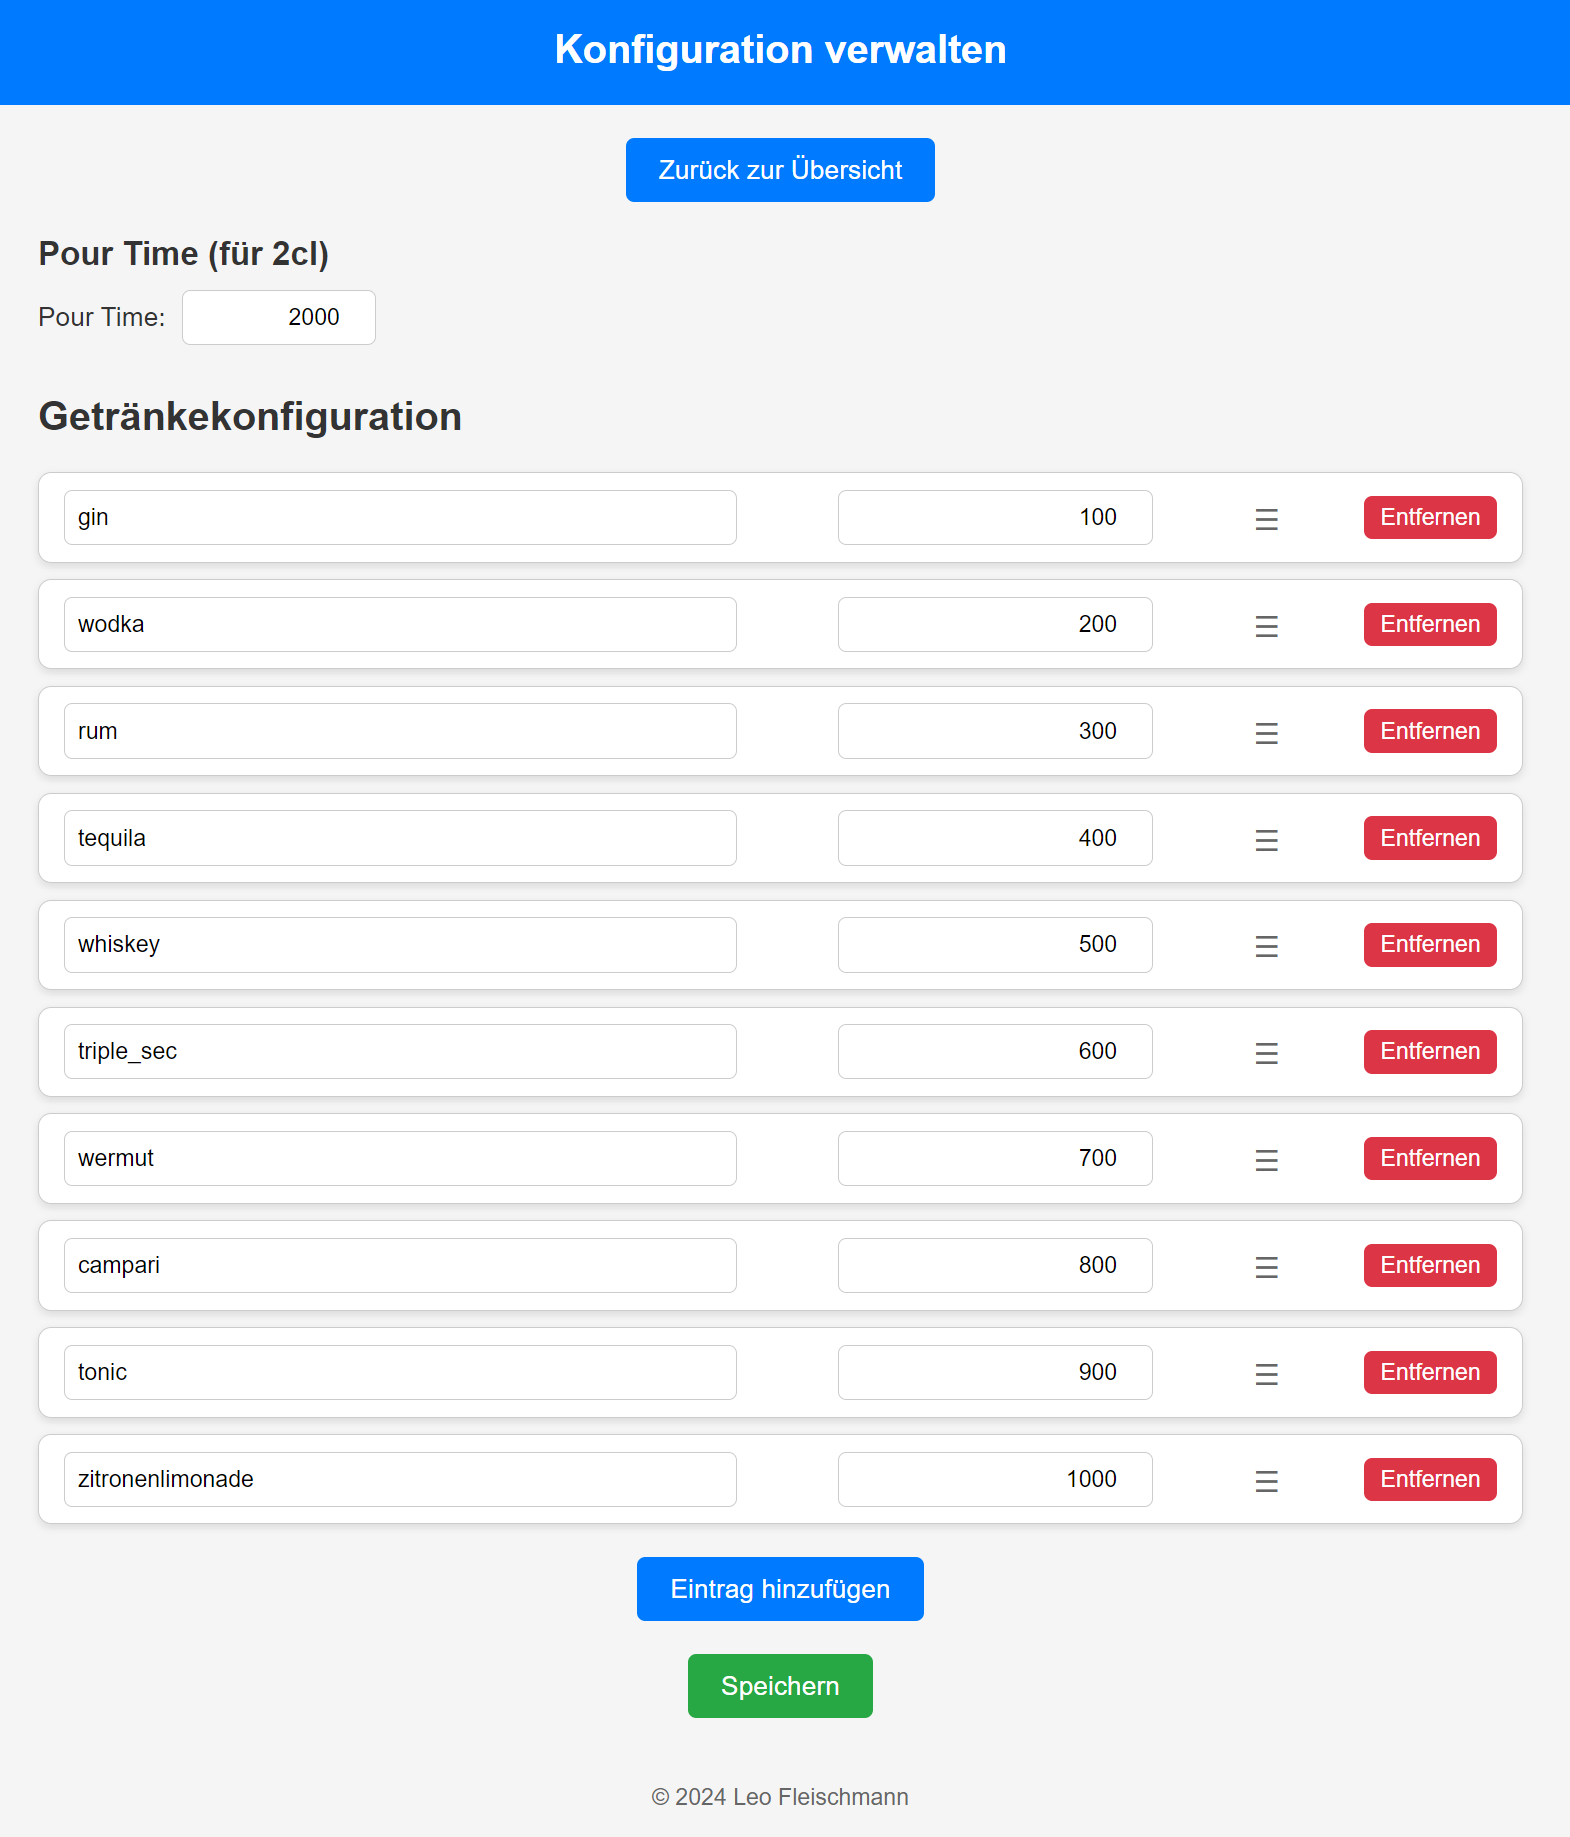 Konfiguration verwalten
Zurück zur Übersicht
Pour Time (für 2cl)
Pour Time: 2000
Getränkekonfiguration
gin 100 ☰ Entfernen
wodka 200 ☰ Entfernen
rum 300 ☰ Entfernen
tequila 400 ☰ Entfernen
whiskey 500 ☰ Entfernen
triple_sec 600 ☰ Entfernen
wermut 700 ☰ Entfernen
campari 800 ☰ Entfernen
tonic 900 ☰ Entfernen
zitronenlimonade 1000 ☰ Entfernen
Eintrag hinzufügen
Speichern
© 2024 Leo Fleischmann